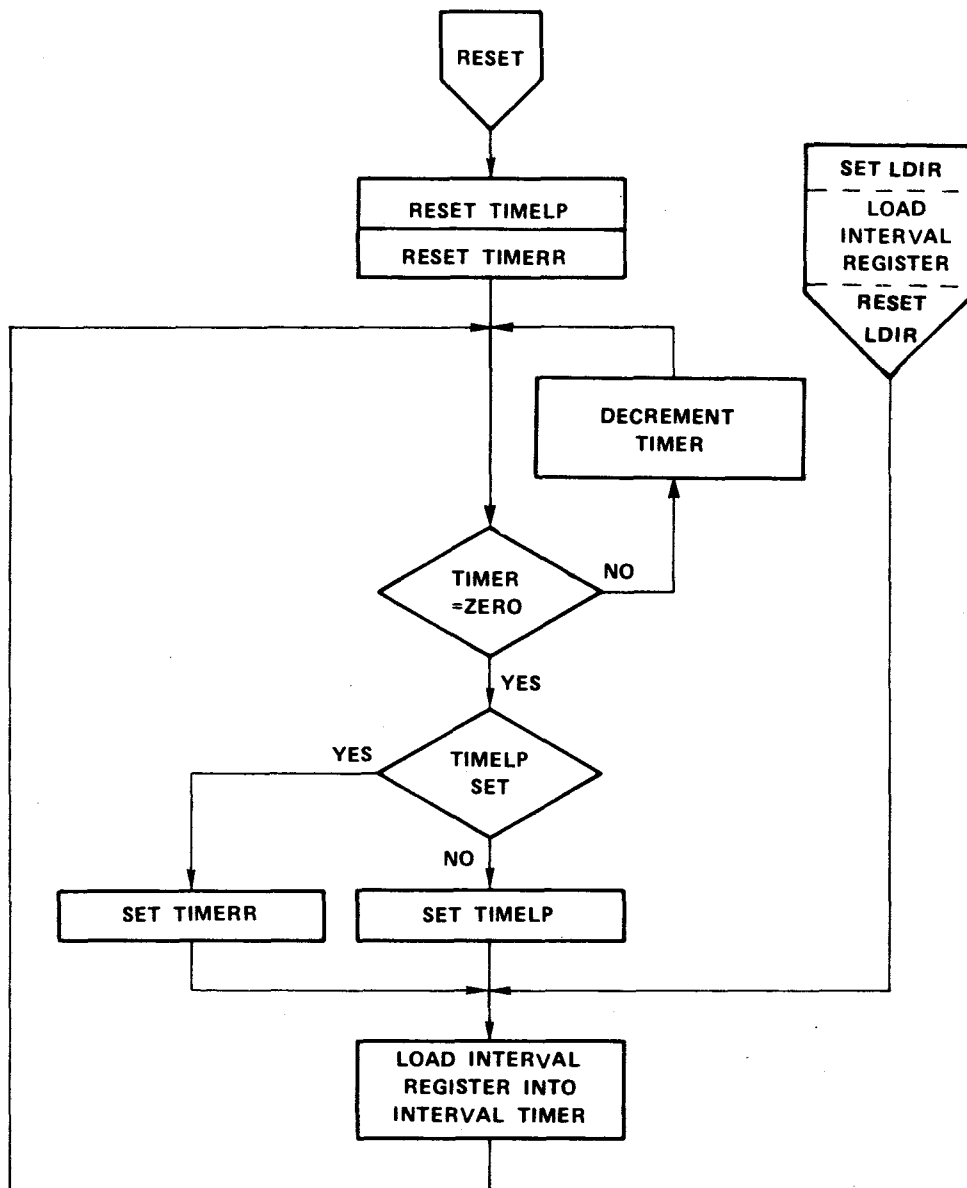 RESET
RESET TIMELP
RESET TIMERR
SET LDIR
LOAD
INTERVAL
REGISTER
RESET
LDIR
DECREMENT
TIMER
TIMER
=ZERO
NO
YES
TIMELP
SET
YES
NO
SET TIMERR
SET TIMELP
LOAD INTERVAL
REGISTER INTO
INTERVAL TIMER